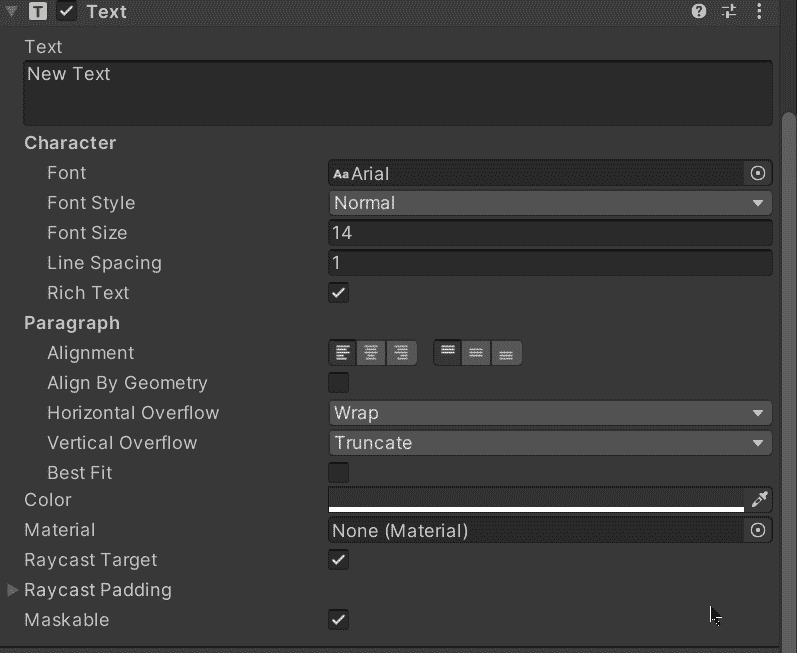 T Text
Text
New Text
Character
Font Aa Arial
Font Style Normal
Font Size 14
Line Spacing 1
Rich Text
Paragraph
Alignment
Align By Geometry
Horizontal Overflow Wrap
Vertical Overflow Truncate
Best Fit
Color
Material None (Material)
Raycast Target
Raycast Padding
Maskable